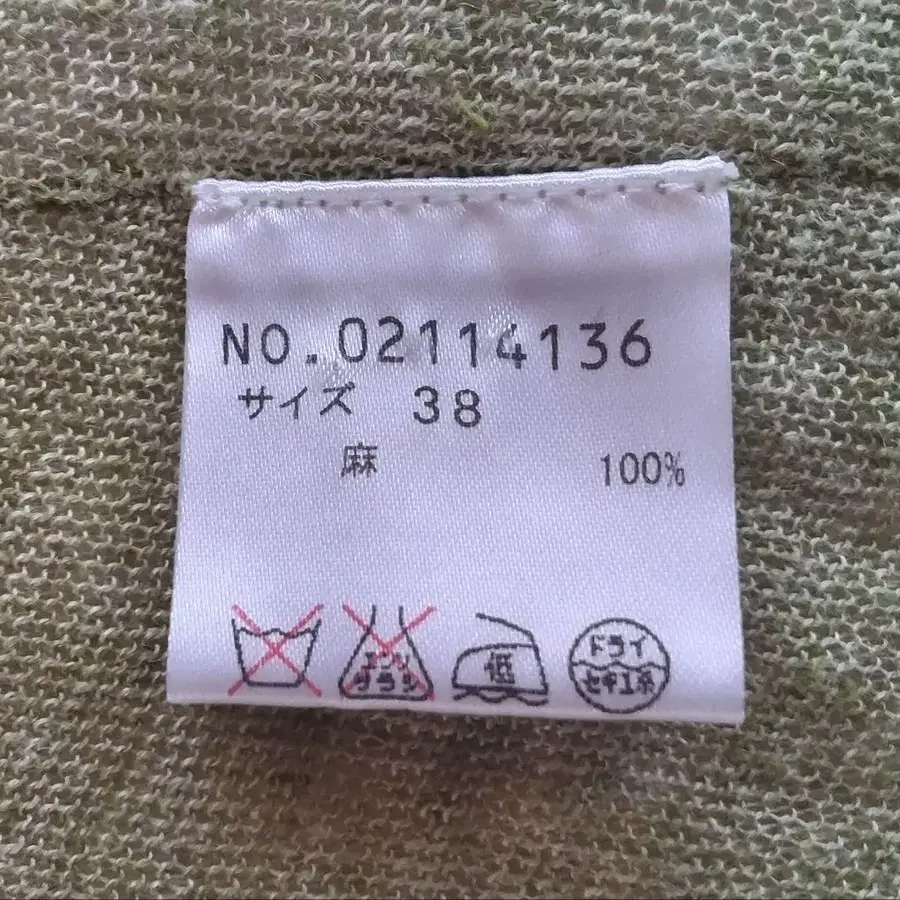 NO.02114136
サイズ 38
麻 100%
エンソ
サラシ
低
ドライ
セキユ系